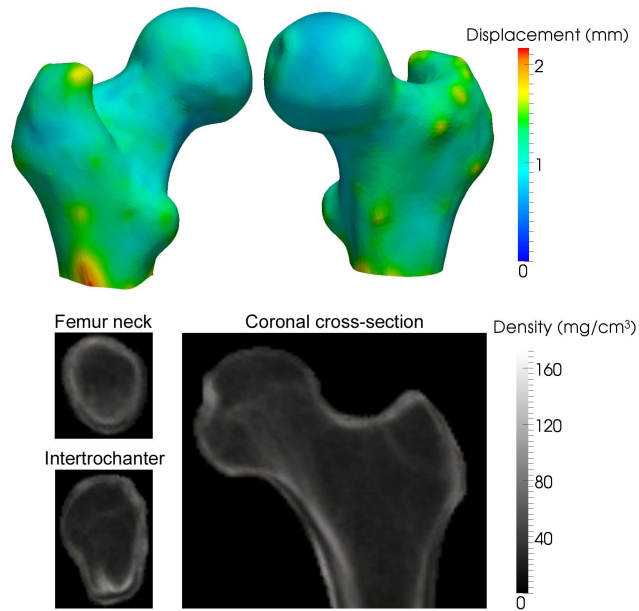 Displacement (mm)
2
1
0
Femur neck
Coronal cross-section
Density (mg/cm³)
160
120
80
40
0
Intertrochanter